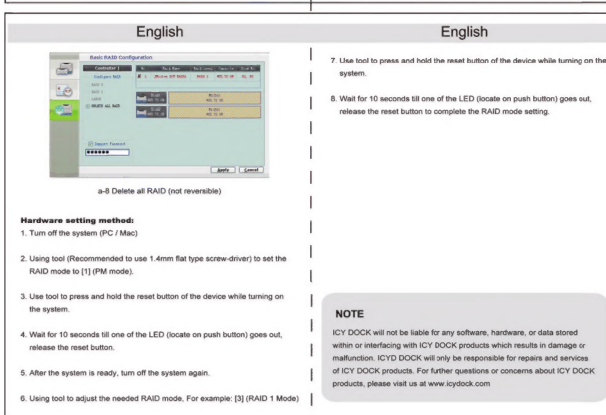 English
Basic RAID Configuration
Controller 1
Configure RAID
DELETE ALL RAID
Apply
Cancel
a-8 Delete all RAID (not reversible)
Hardware setting method:
1. Turn off the system (PC / Mac)
2. Using tool (Recommended to use 1.4mm flat type screw-driver) to set the
RAID mode to [1] (PM mode).
3. Use tool to press and hold the reset button of the device while turning on
the system.
4. Wait for 10 seconds till one of the LED (locate on push button) goes out,
release the reset button.
5. After the system is ready, turn off the system again.
6. Using tool to adjust the needed RAID mode, For example: [3] (RAID 1 Mode)
English
7. Use tool to press and hold the reset button of the device while turning on the
system.
8. Wait for 10 seconds till one of the LED (locate on push button) goes out,
release the reset button to complete the RAID mode setting.
NOTE
ICY DOCK will not be liable for any software, hardware, or data stored
within or interfacing with ICY DOCK products which results in damage or
malfunction. ICYD DOCK will only be responsible for repairs and services
of ICY DOCK products. For further questions or concerns about ICY DOCK
products, please visit us at www.icydock.com